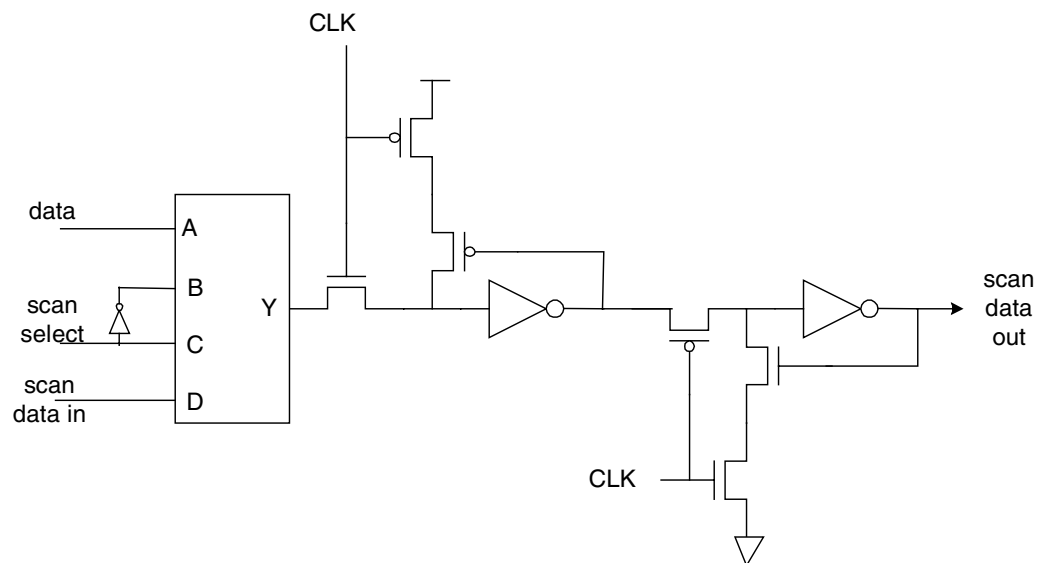 CLK
data
A
B
scan
select
C
scan
data in
D
Y
scan
data
out
CLK